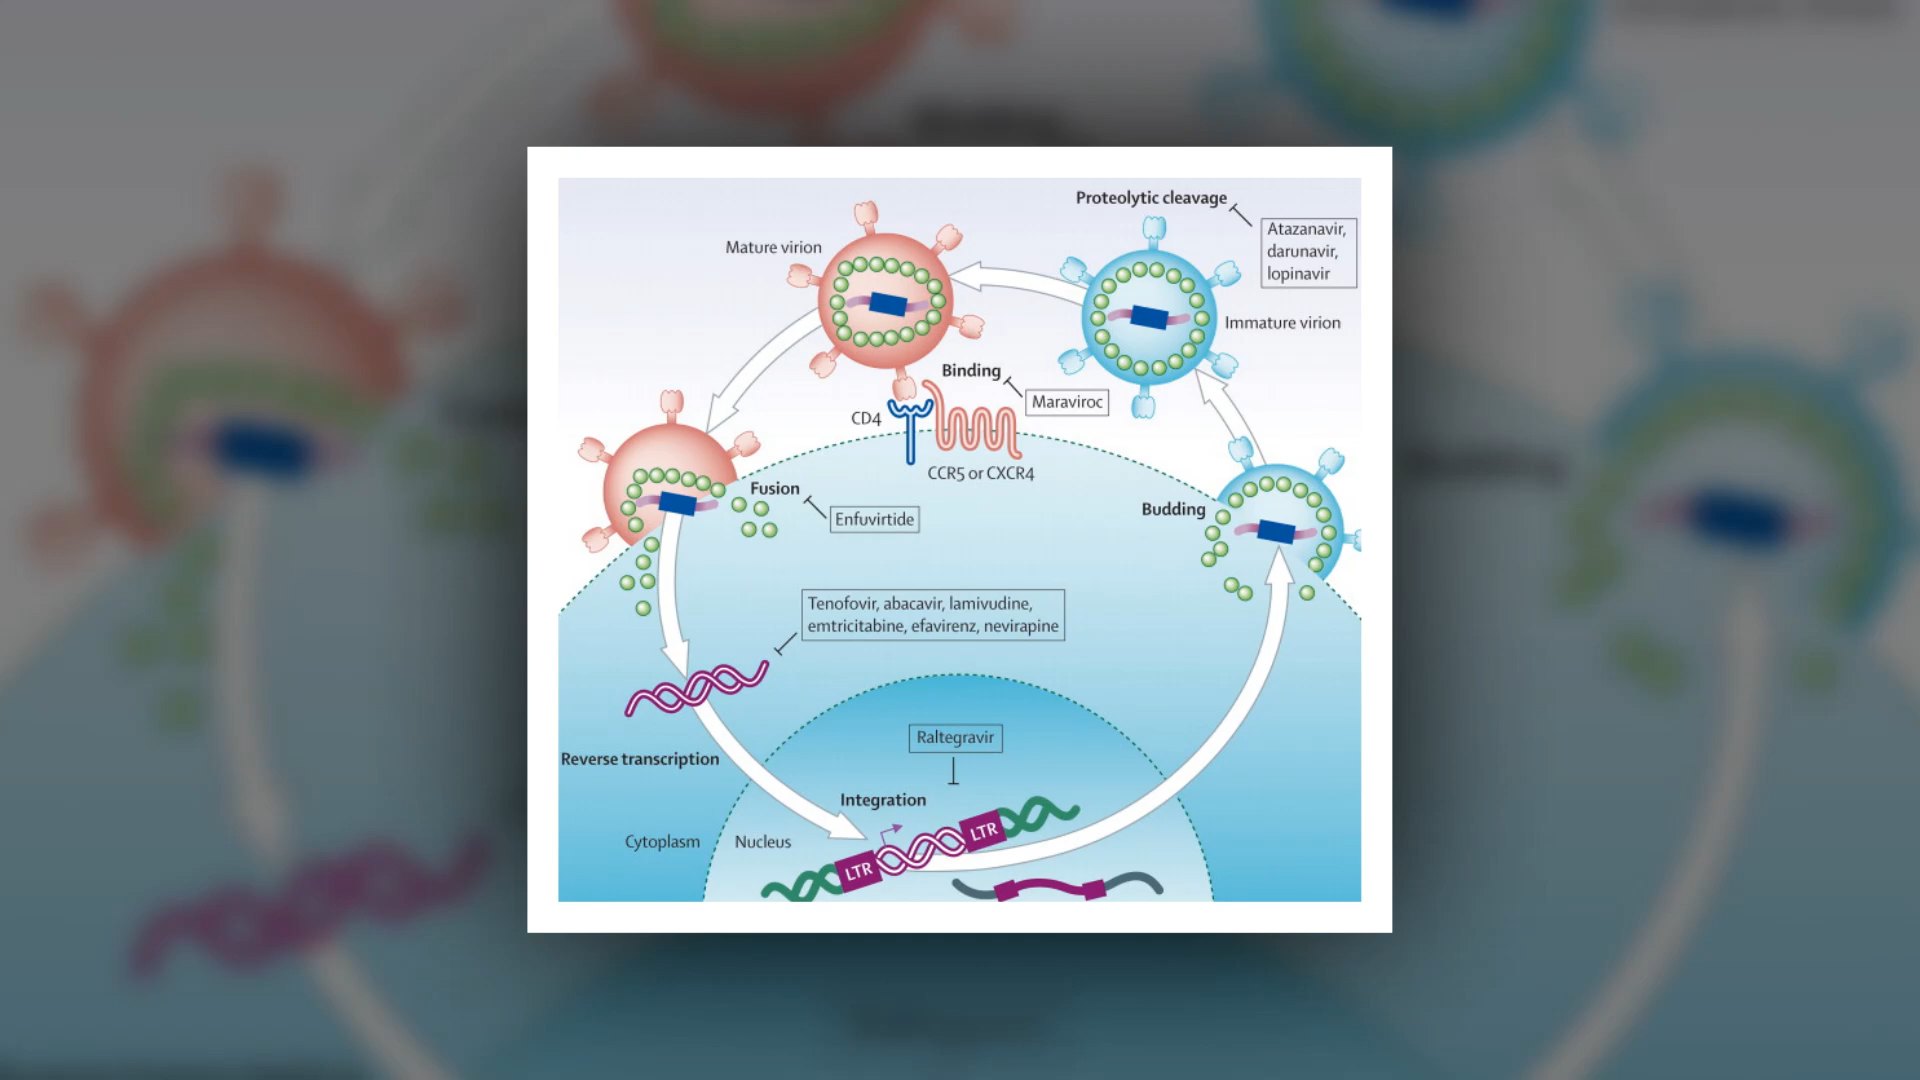 Proteolytic cleavage
Atazanavir,
darunavir,
lopinavir
Mature virion
Immature virion
Binding
Maraviroc
CD4
CCR5 or CXCR4
Fusion
Enfuvirtide
Budding
Tenofovir, abacavir, lamivudine,
emtricitabine, efavirenz, nevirapine
Reverse transcription
Raltegravir
Integration
Cytoplasm
Nucleus
LTR
LTR